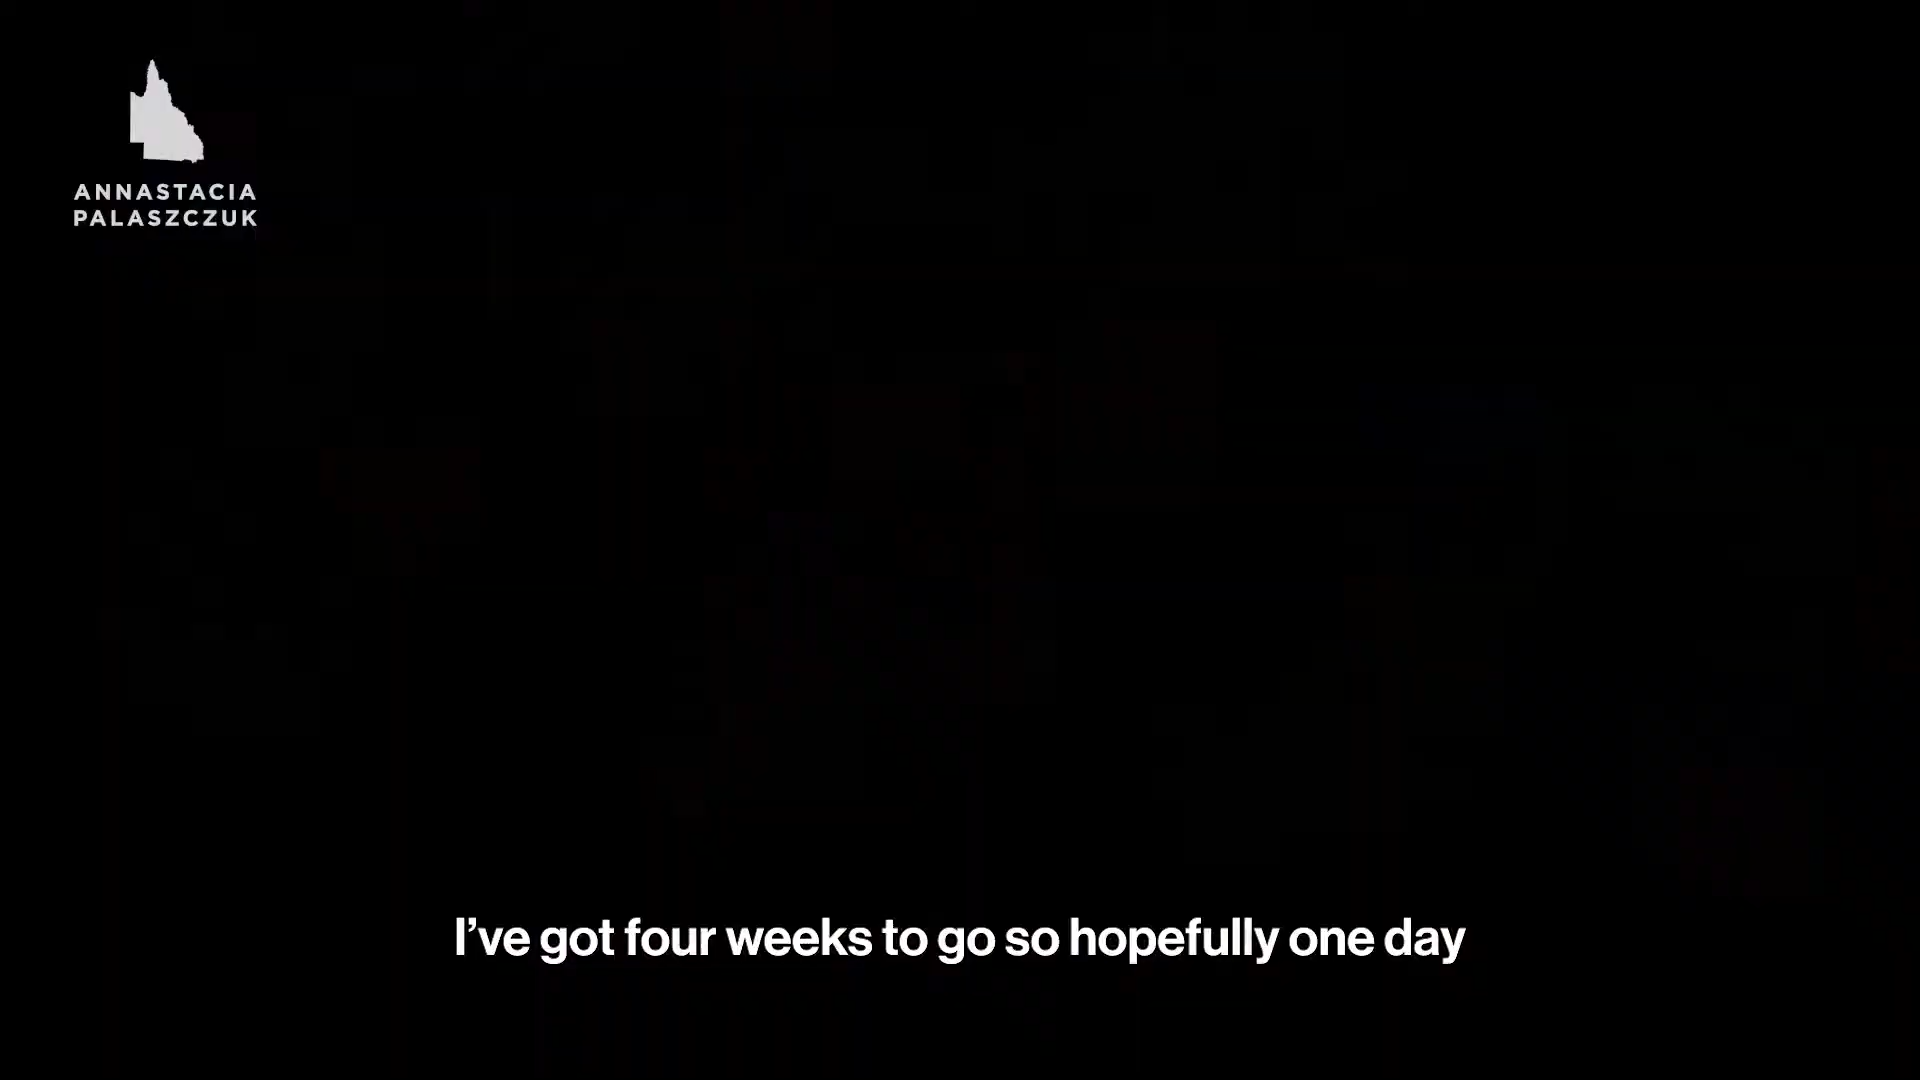 ANNASTACIA
PALASZCZUK
I’ve got four weeks to go so hopefully one day